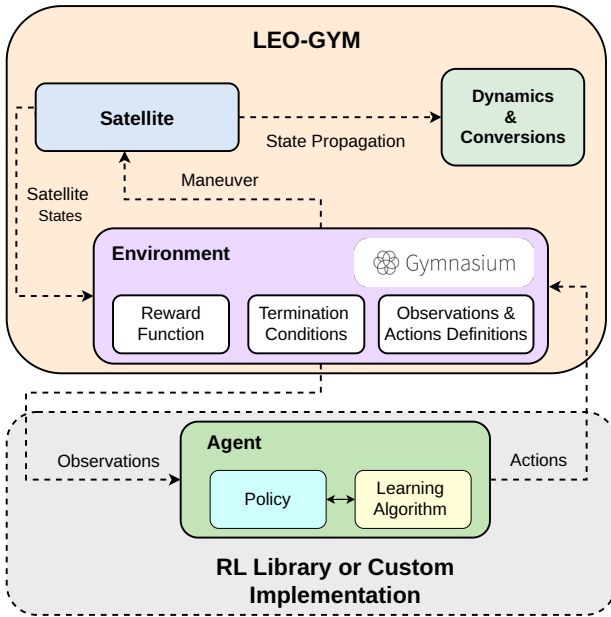 LEO-GYM
Satellite
Dynamics
&
Conversions
State Propagation
Maneuver
Satellite
States
Environment
Gymnasium
Reward
Function
Termination
Conditions
Observations &
Actions Definitions
Agent
Observations
Actions
Policy
Learning
Algorithm
RL Library or Custom
Implementation